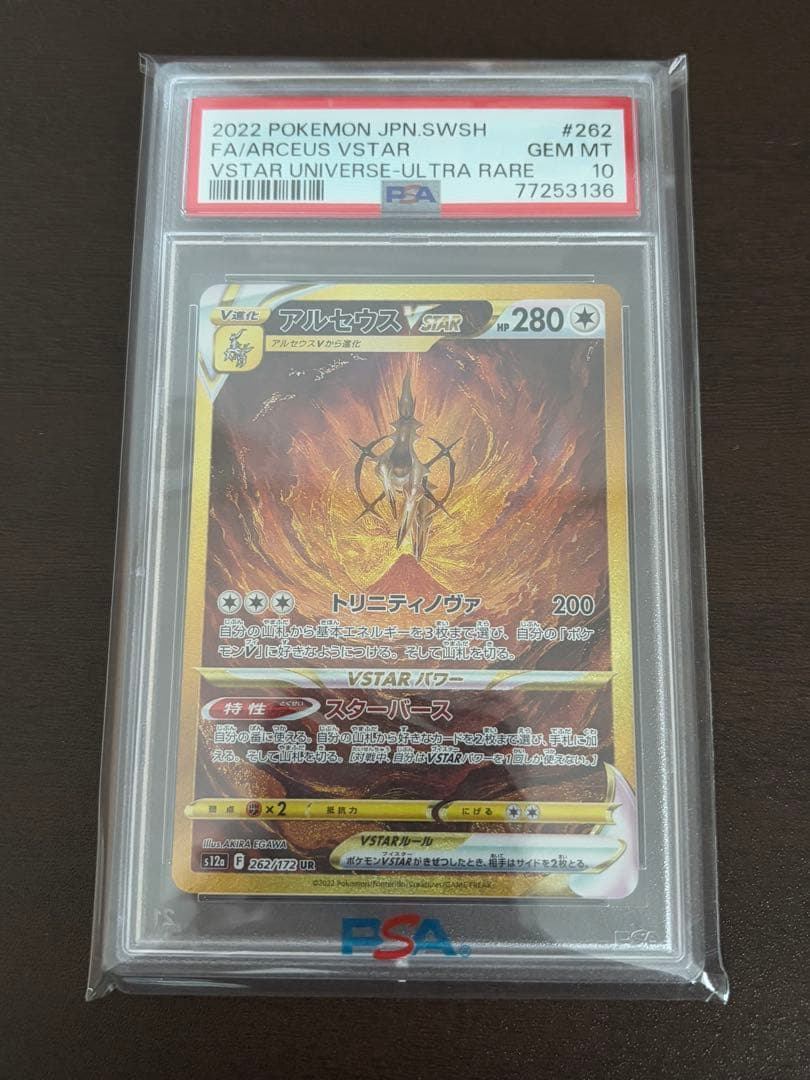 2022 POKEMON JPN.SWSH #262
FA/ARCEUS VSTAR GEM MT
VSTAR UNIVERSE-ULTRA RARE 10
PSA 77253136
V進化
アルセウスVSTAR HP 280
アルセウスVから進化
トリニティノヴァ 200
自分の山札から基本エネルギーを3枚まで選び、自分の「ポケ
モンV」に好きなようにつける。そして山札を切る。
VSTARパワー
特性 スターバース
自分の番に使える。自分の山札から好きなカードを2枚まで選び、手札に加
える。そして山札を切る。[対戦中、自分はVSTARパワーを1回しか使えない。]
弱点 ×2 抵抗力 にげる
Illus. AKIRA EGAWA
VSTARルール
s12a F 262/172 UR
ポケモンVSTARがきぜつしたとき、相手はサイドを2枚とる。
©2022 Pokémon/Nintendo/Creatures/GAME FREAK
PSA